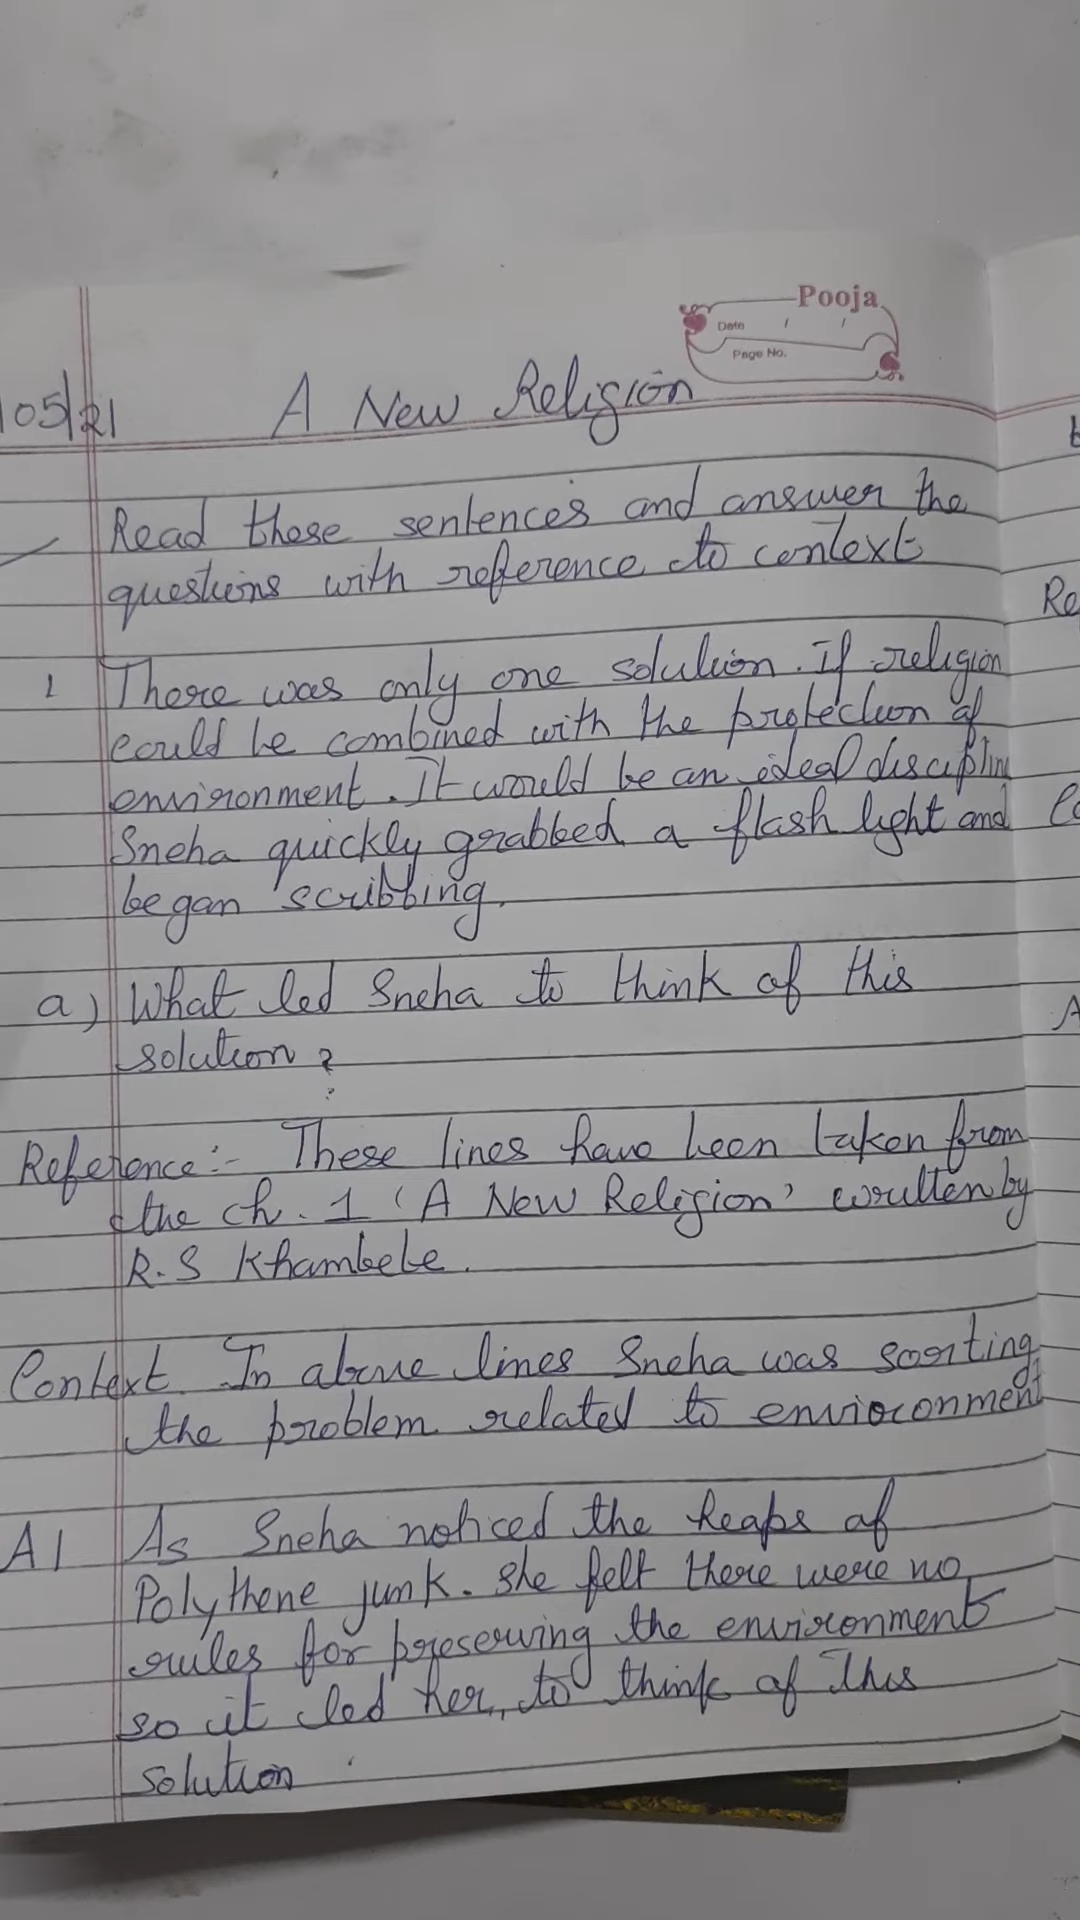 Pooja
Date / /
Page No.
/05/21 A New Religion
Read these sentences and answer the
questions with reference to context
1 There was only one solution. If religion
could be combined with the protection of
environment. It would be an ideal disciplin
Sneha quickly grabbed a flash light and
began scribbing.
a) What led Sneha to think of this
solution ?
Reference:- These lines have been taken from
the ch. 1 'A New Religion' written by
R.S Khambete.
Context. In above lines Sneha was sorting
the problem related to environment
A1 As Sneha noticed the heaps of
Polythene junk. She felt there were no
rules for preserving the environment
so it led her, to think of this
solution.
Re
Co
A